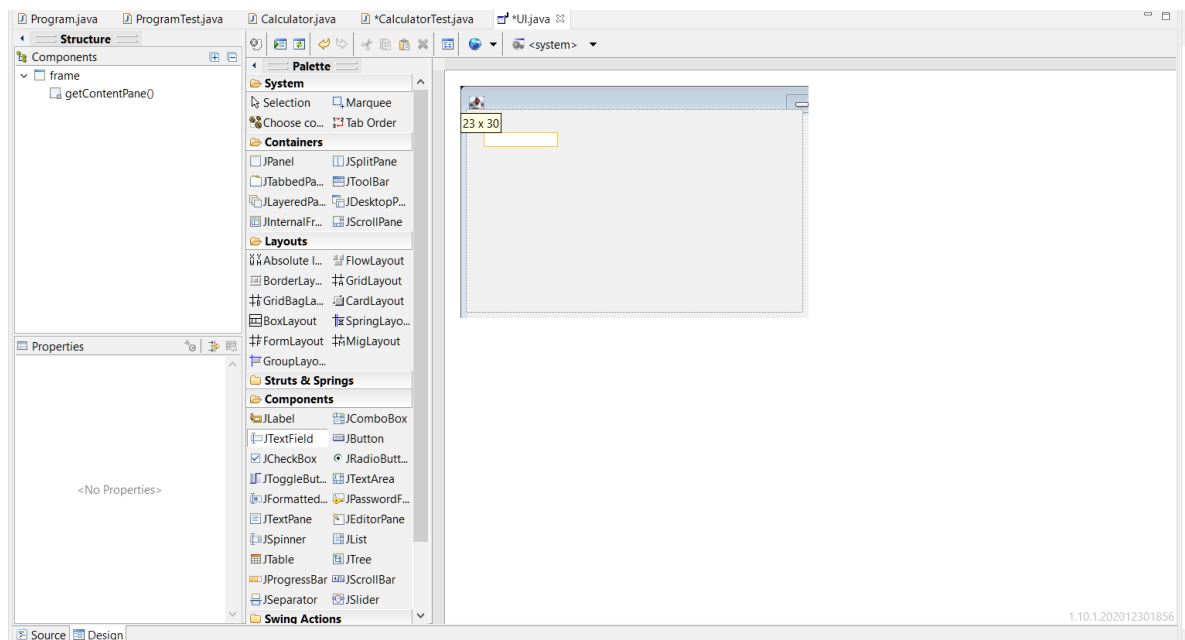 Program.java ProgramTest.java Calculator.java *CalculatorTest.java *UI.java
Structure
Components
frame
getContentPane()
Properties
<No Properties>
<system>
Palette
System
Selection Marquee
Choose co... Tab Order
Containers
JPanel JSplitPane
JTabbedPa... JToolBar
JLayeredPa... JDesktopP...
JInternalFr... JScrollPane
Layouts
Absolute l... FlowLayout
BorderLay... GridLayout
GridBagLa... CardLayout
BoxLayout SpringLayo...
FormLayout MigLayout
GroupLayo...
Struts & Springs
Components
JLabel JComboBox
JTextField JButton
JCheckBox JRadioButt...
JToggleBut... JTextArea
JFormatted... JPasswordF...
JTextPane JEditorPane
JSpinner JList
JTable JTree
JProgressBar JScrollBar
JSeparator JSlider
Swing Actions
23 x 30
1.10.1.202012301856
Source Design